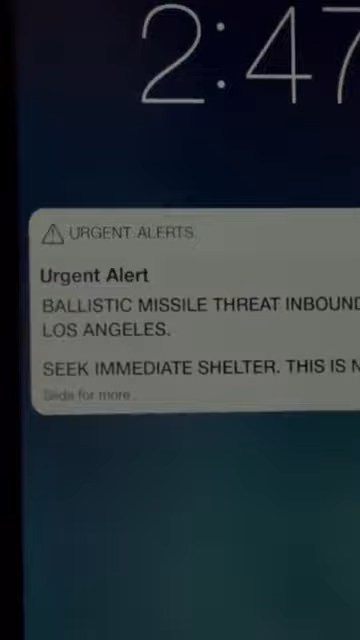 2:47
URGENT ALERTS
Urgent Alert
BALLISTIC MISSILE THREAT INBOUND
LOS ANGELES.
SEEK IMMEDIATE SHELTER. THIS IS
Slide for more